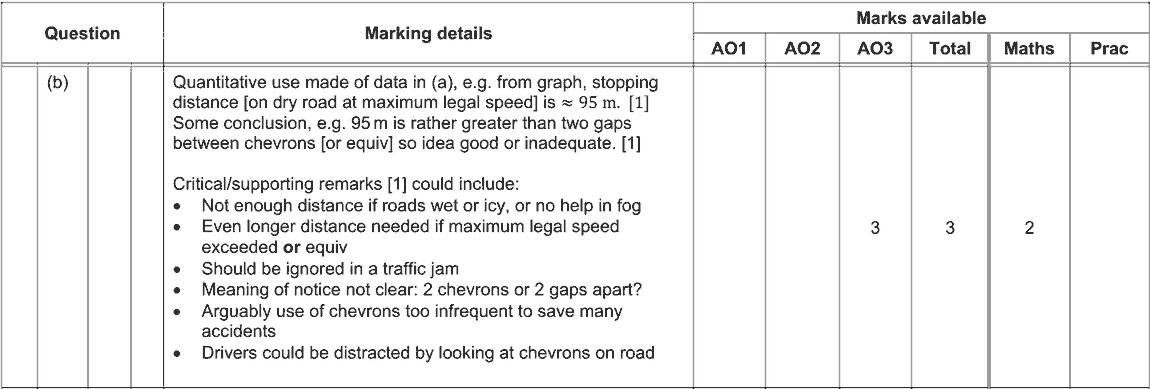 Question Marking details Marks available
AO1 AO2 AO3 Total Maths Prac
(b) Quantitative use made of data in (a), e.g. from graph, stopping
distance [on dry road at maximum legal speed] is ≈ 95 m. [1]
Some conclusion, e.g. 95 m is rather greater than two gaps
between chevrons [or equiv] so idea good or inadequate. [1]
Critical/supporting remarks [1] could include:
• Not enough distance if roads wet or icy, or no help in fog
• Even longer distance needed if maximum legal speed
exceeded or equiv
• Should be ignored in a traffic jam
• Meaning of notice not clear: 2 chevrons or 2 gaps apart?
• Arguably use of chevrons too infrequent to save many
accidents
• Drivers could be distracted by looking at chevrons on road
3 3 2